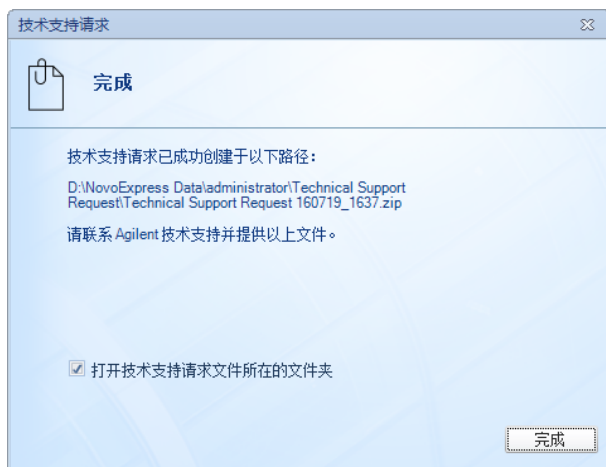 技术支持请求
完成
技术支持请求已成功创建于以下路径：
D:\NovoExpress Data\administrator\Technical Support
Request\Technical Support Request 160719_1637.zip
请联系 Agilent 技术支持并提供以上文件。
打开技术支持请求文件所在的文件夹
完成